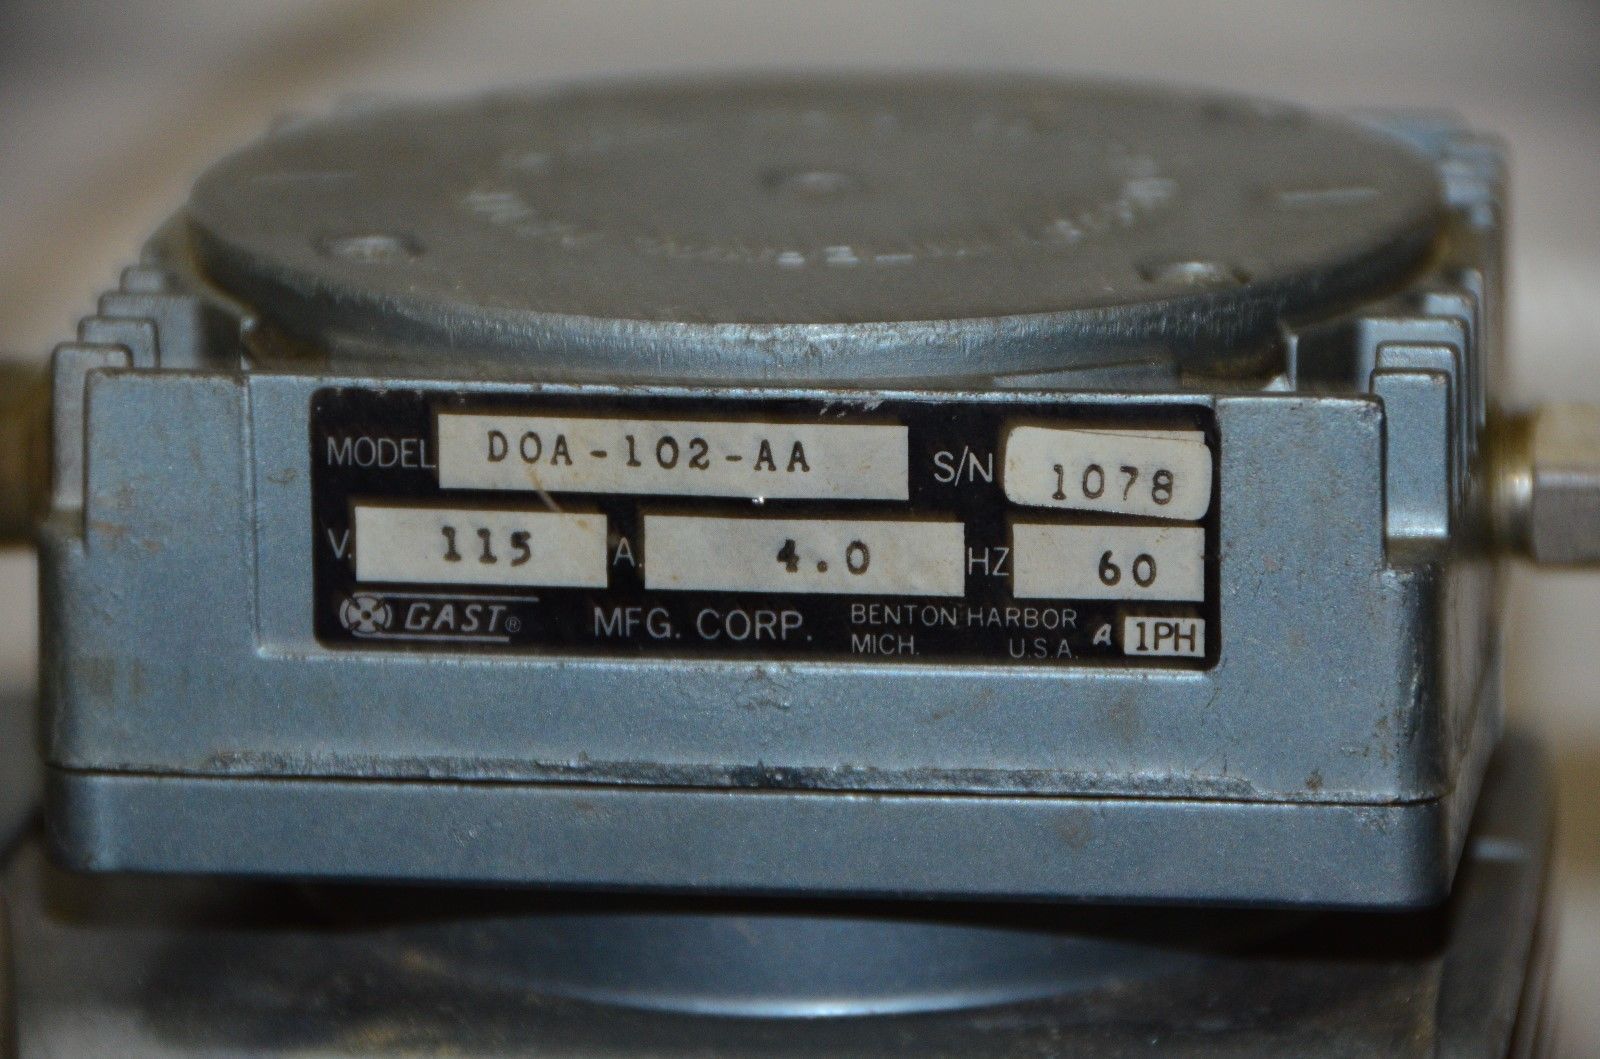 MODEL DOA-102-AA S/N 1078
V. 115 A. 4.0 HZ 60
GAST® MFG. CORP. BENTON HARBOR
MICH. U.S.A. A 1PH